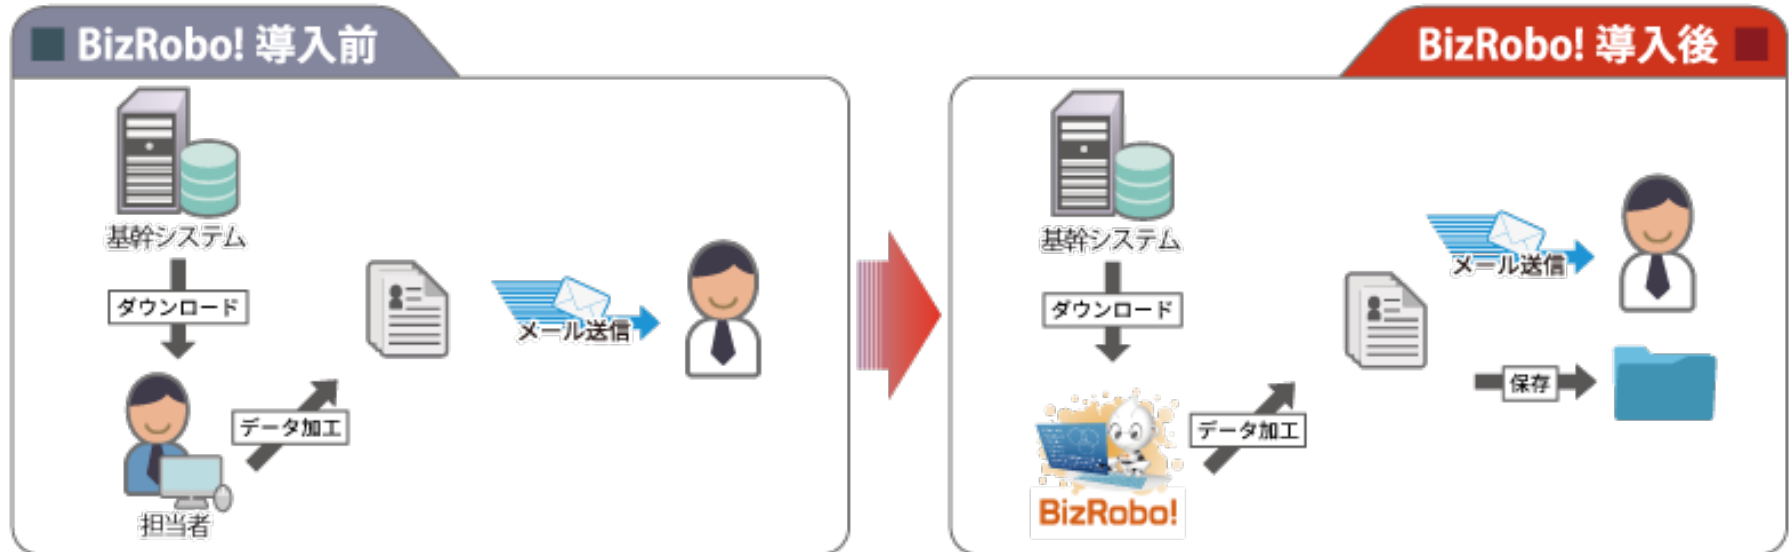 BizRobo! 導入前
基幹システム
ダウンロード
データ加工
担当者
メール送信
BizRobo! 導入後
基幹システム
ダウンロード
BizRobo!
データ加工
メール送信
保存